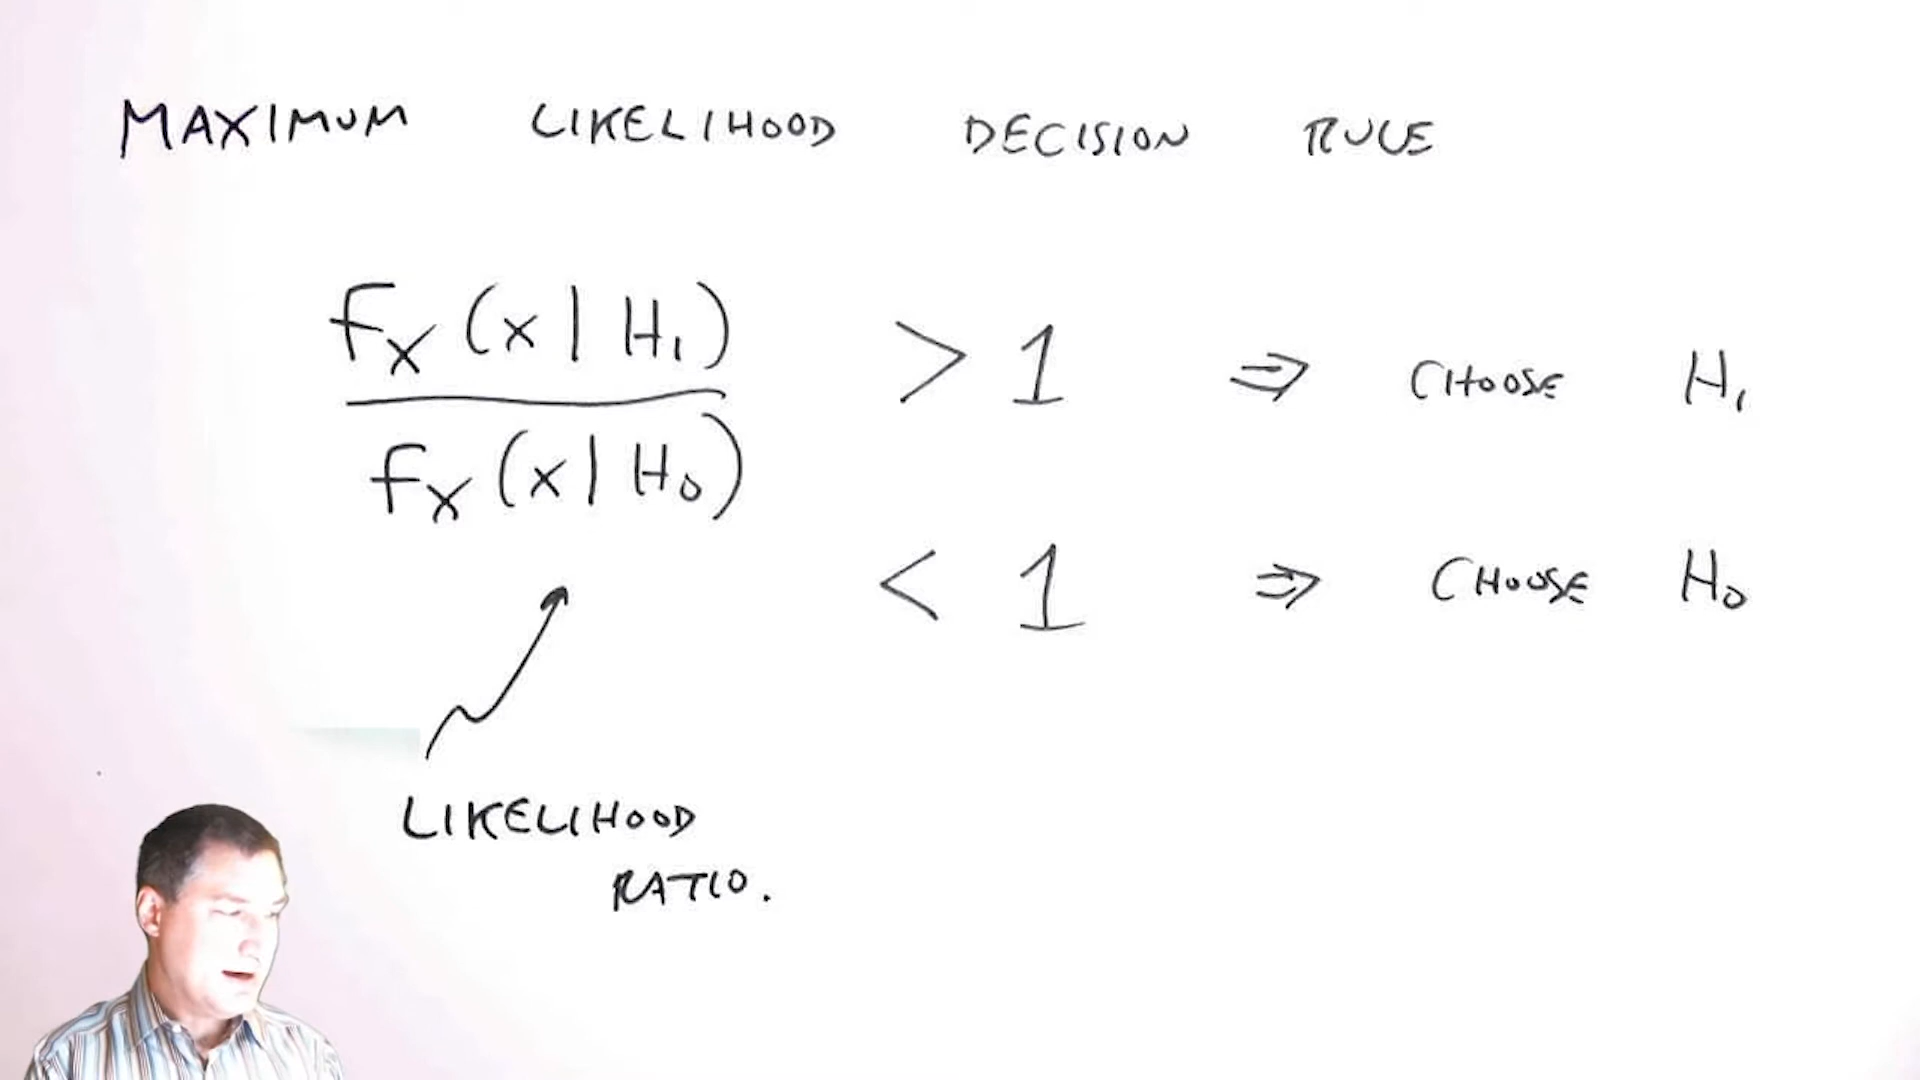 MAXIMUM LIKELIHOOD DECISION RULE
fX(x|H1)
fX(x|H0)
> 1 ⇒ CHOOSE H1
< 1 ⇒ CHOOSE H0
LIKELIHOOD
RATIO.